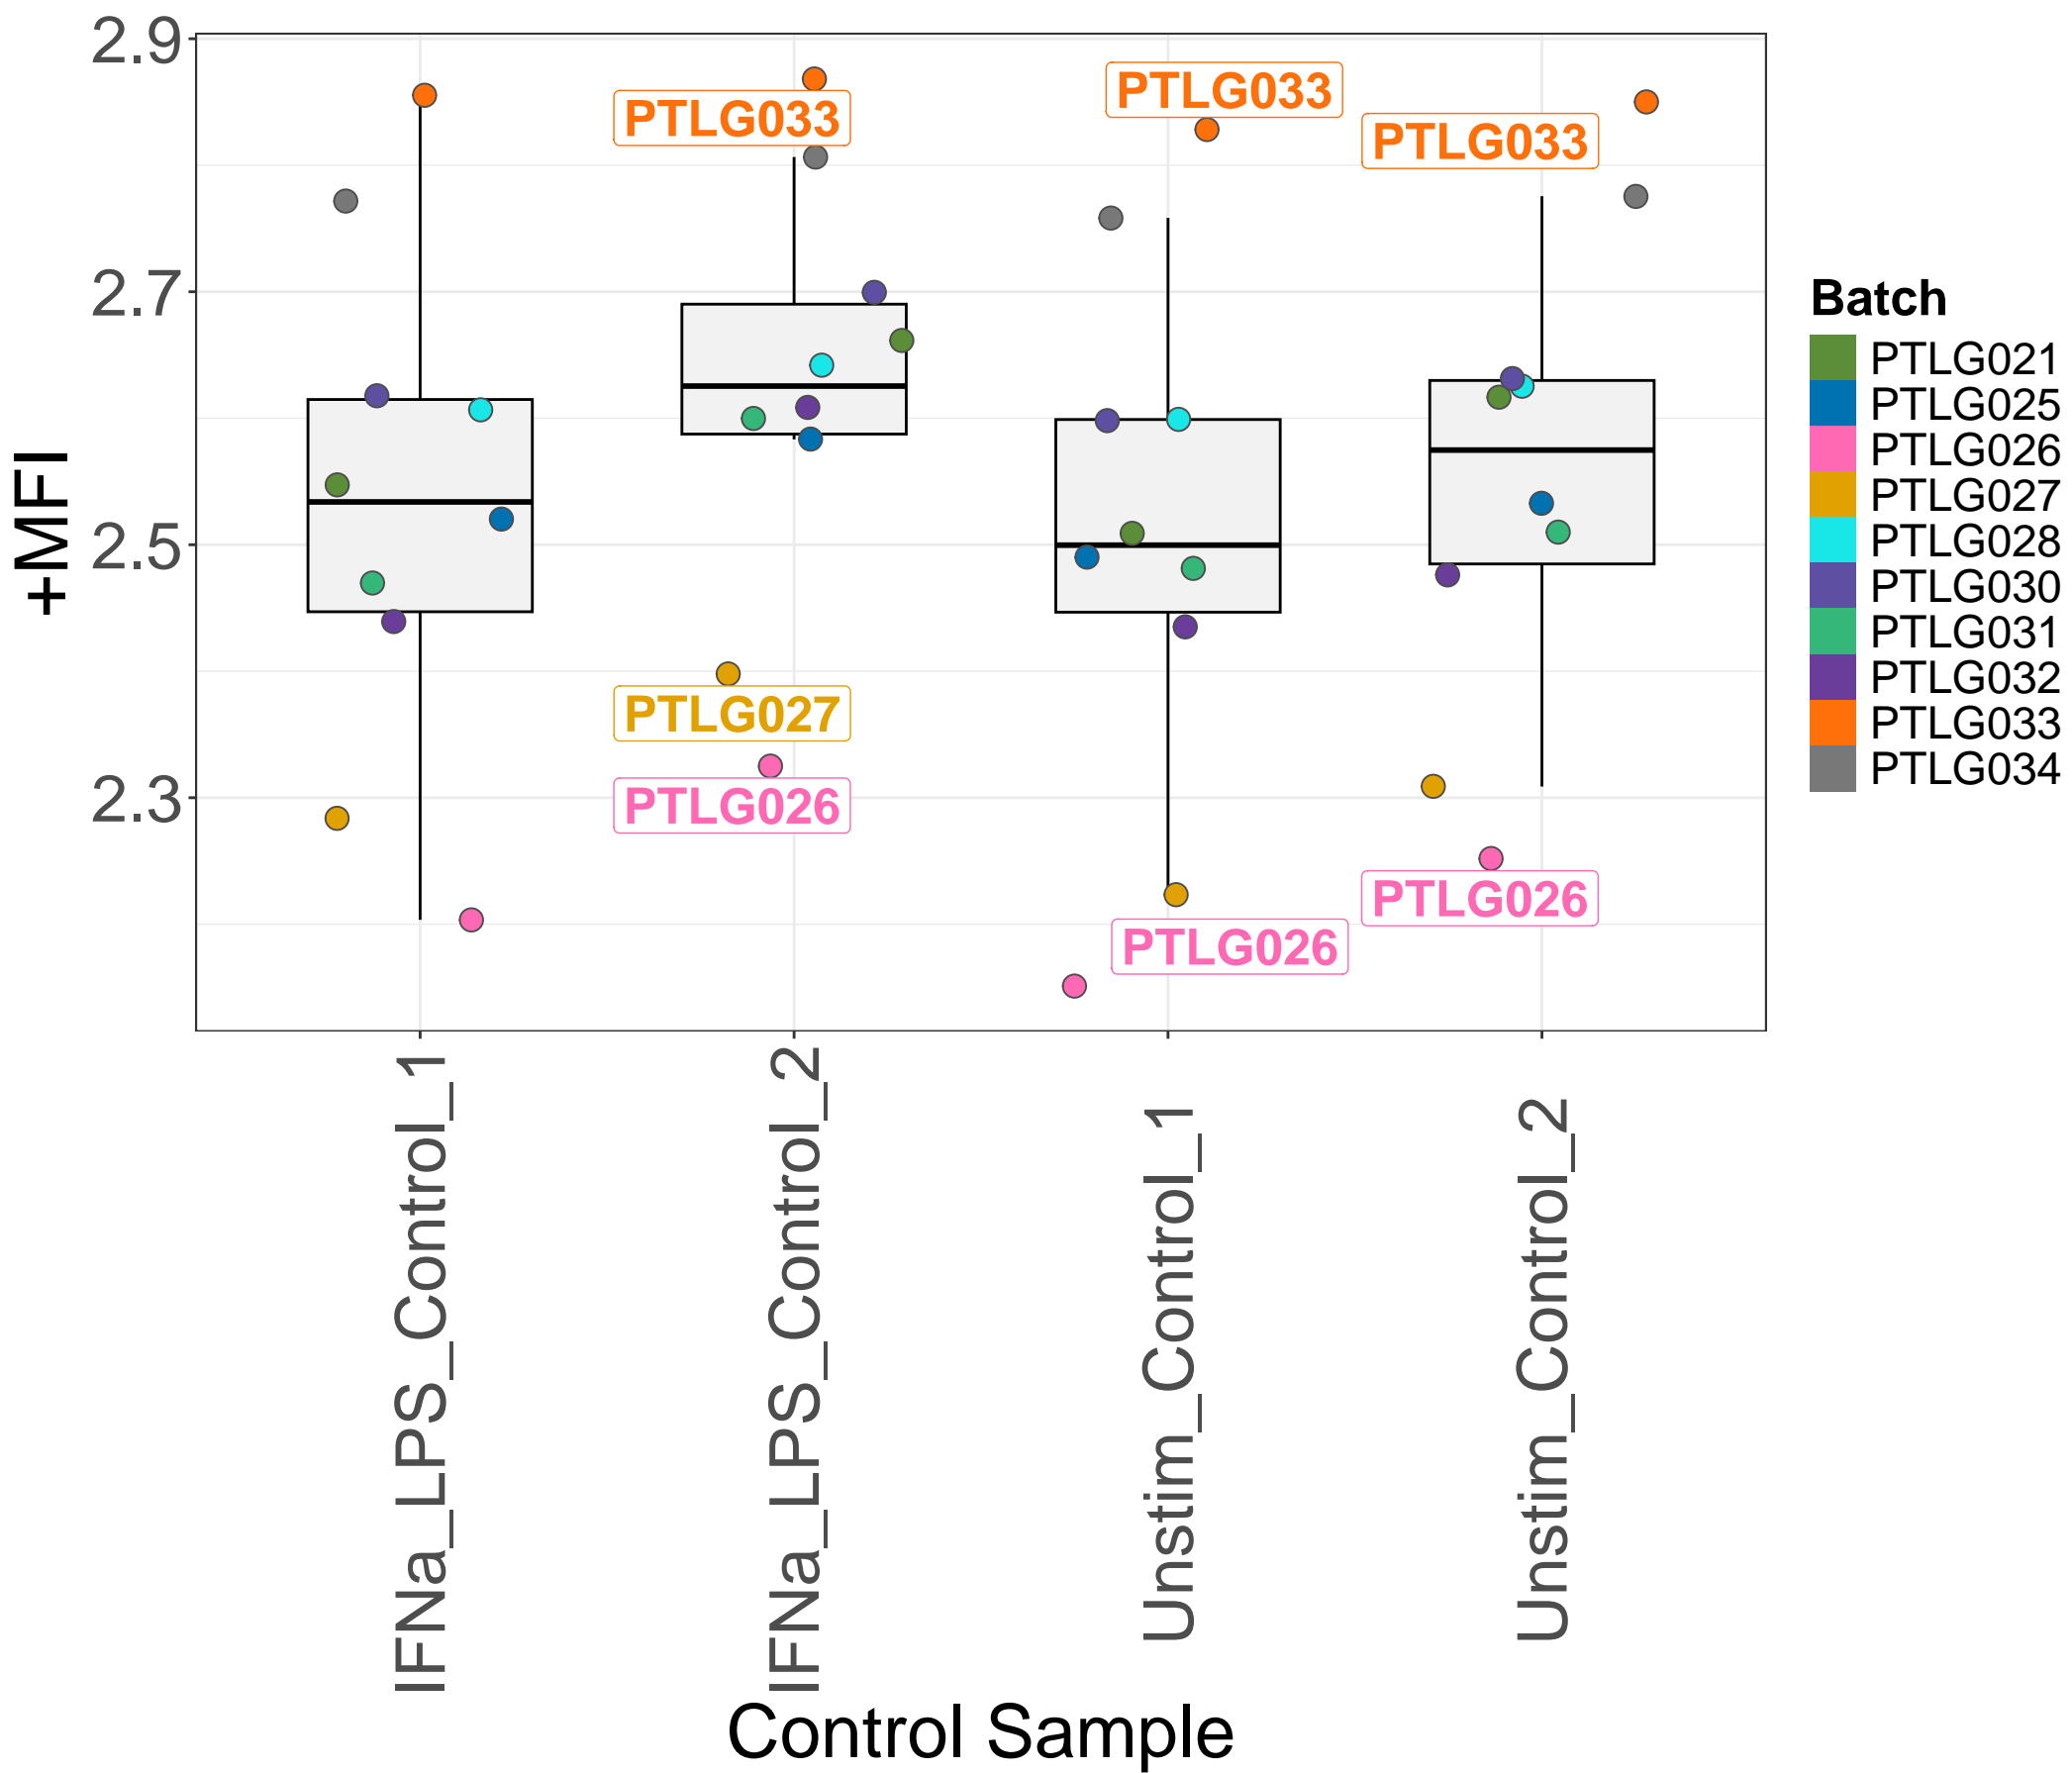 2.9
2.7
2.5
2.3
+MFI
PTLG033
PTLG033
PTLG033
PTLG027
PTLG026
PTLG026
PTLG026
IFNa_LPS_Control_1
IFNa_LPS_Control_2
Unstim_Control_1
Unstim_Control_2
Control Sample
Batch
PTLG021
PTLG025
PTLG026
PTLG027
PTLG028
PTLG030
PTLG031
PTLG032
PTLG033
PTLG034